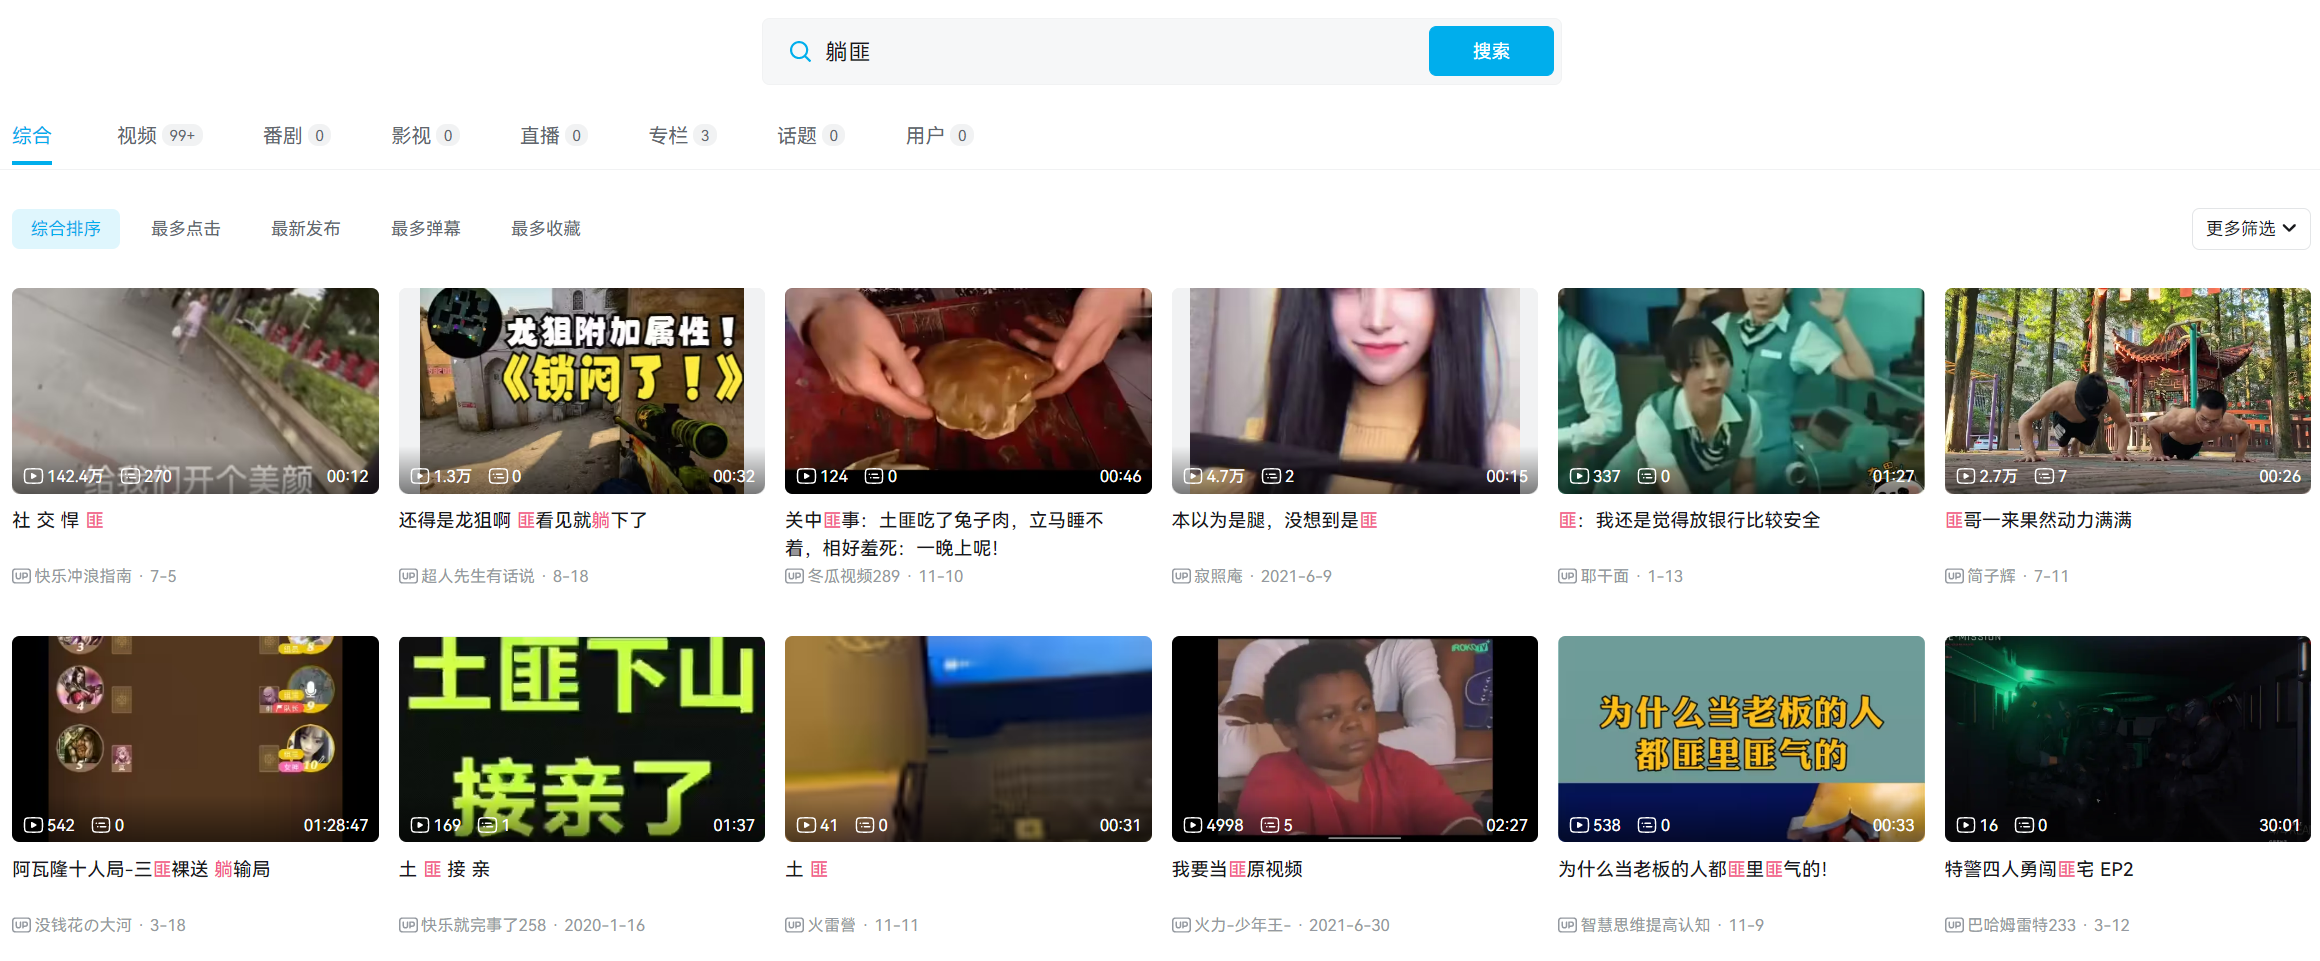 躺匪
搜索
综合 视频 99+ 番剧 0 影视 0 直播 0 专栏 3 话题 0 用户 0
综合排序 最多点击 最新发布 最多弹幕 最多收藏 更多筛选
给我们开个美颜
142.4万 270 00:12
社 交 悍 匪
UP 快乐冲浪指南 · 7-5
龙狙附加属性！
《锁闷了！》
1.3万 0 00:32
还得是龙狙啊 匪看见就躺下了
UP 超人先生有话说 · 8-18
124 0 00:46
关中匪事：土匪吃了兔子肉，立马睡不
着，相好羞死：一晚上呢！
UP 冬瓜视频289 · 11-10
4.7万 2 00:15
本以为是腿，没想到是匪
UP 寂照庵 · 2021-6-9
337 0 01:27
匪：我还是觉得放银行比较安全
UP 耶干面 · 1-13
2.7万 7 00:26
匪哥一来果然动力满满
UP 简子辉 · 7-11
3
8
4
9
5
10
542 0 01:28:47
阿瓦隆十人局-三匪裸送 躺输局
UP 没钱花の大河 · 3-18
土匪下山
接亲了
169 1 01:37
土 匪 接 亲
UP 快乐就完事了258 · 2020-1-16
41 0 00:31
土 匪
UP 火雷營 · 11-11
IROKOTV
4998 5 02:27
我要当匪原视频
UP 火力-少年王- · 2021-6-30
为什么当老板的人
都匪里匪气的
538 0 00:33
为什么当老板的人都匪里匪气的!
UP 智慧思维提高认知 · 11-9
E-MISSION
16 0 30:01
特警四人勇闯匪宅 EP2
UP 巴哈姆雷特233 · 3-12